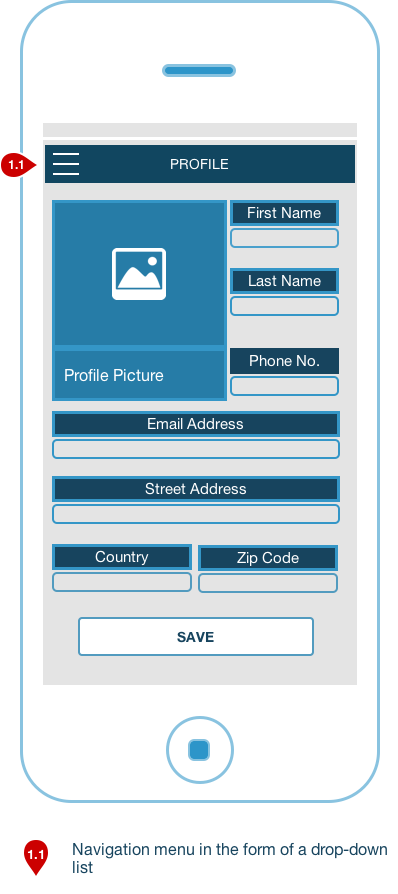 1.1
PROFILE
First Name
Last Name
Profile Picture
Phone No.
Email Address
Street Address
Country
Zip Code
SAVE
1.1
Navigation menu in the form of a drop-down
list